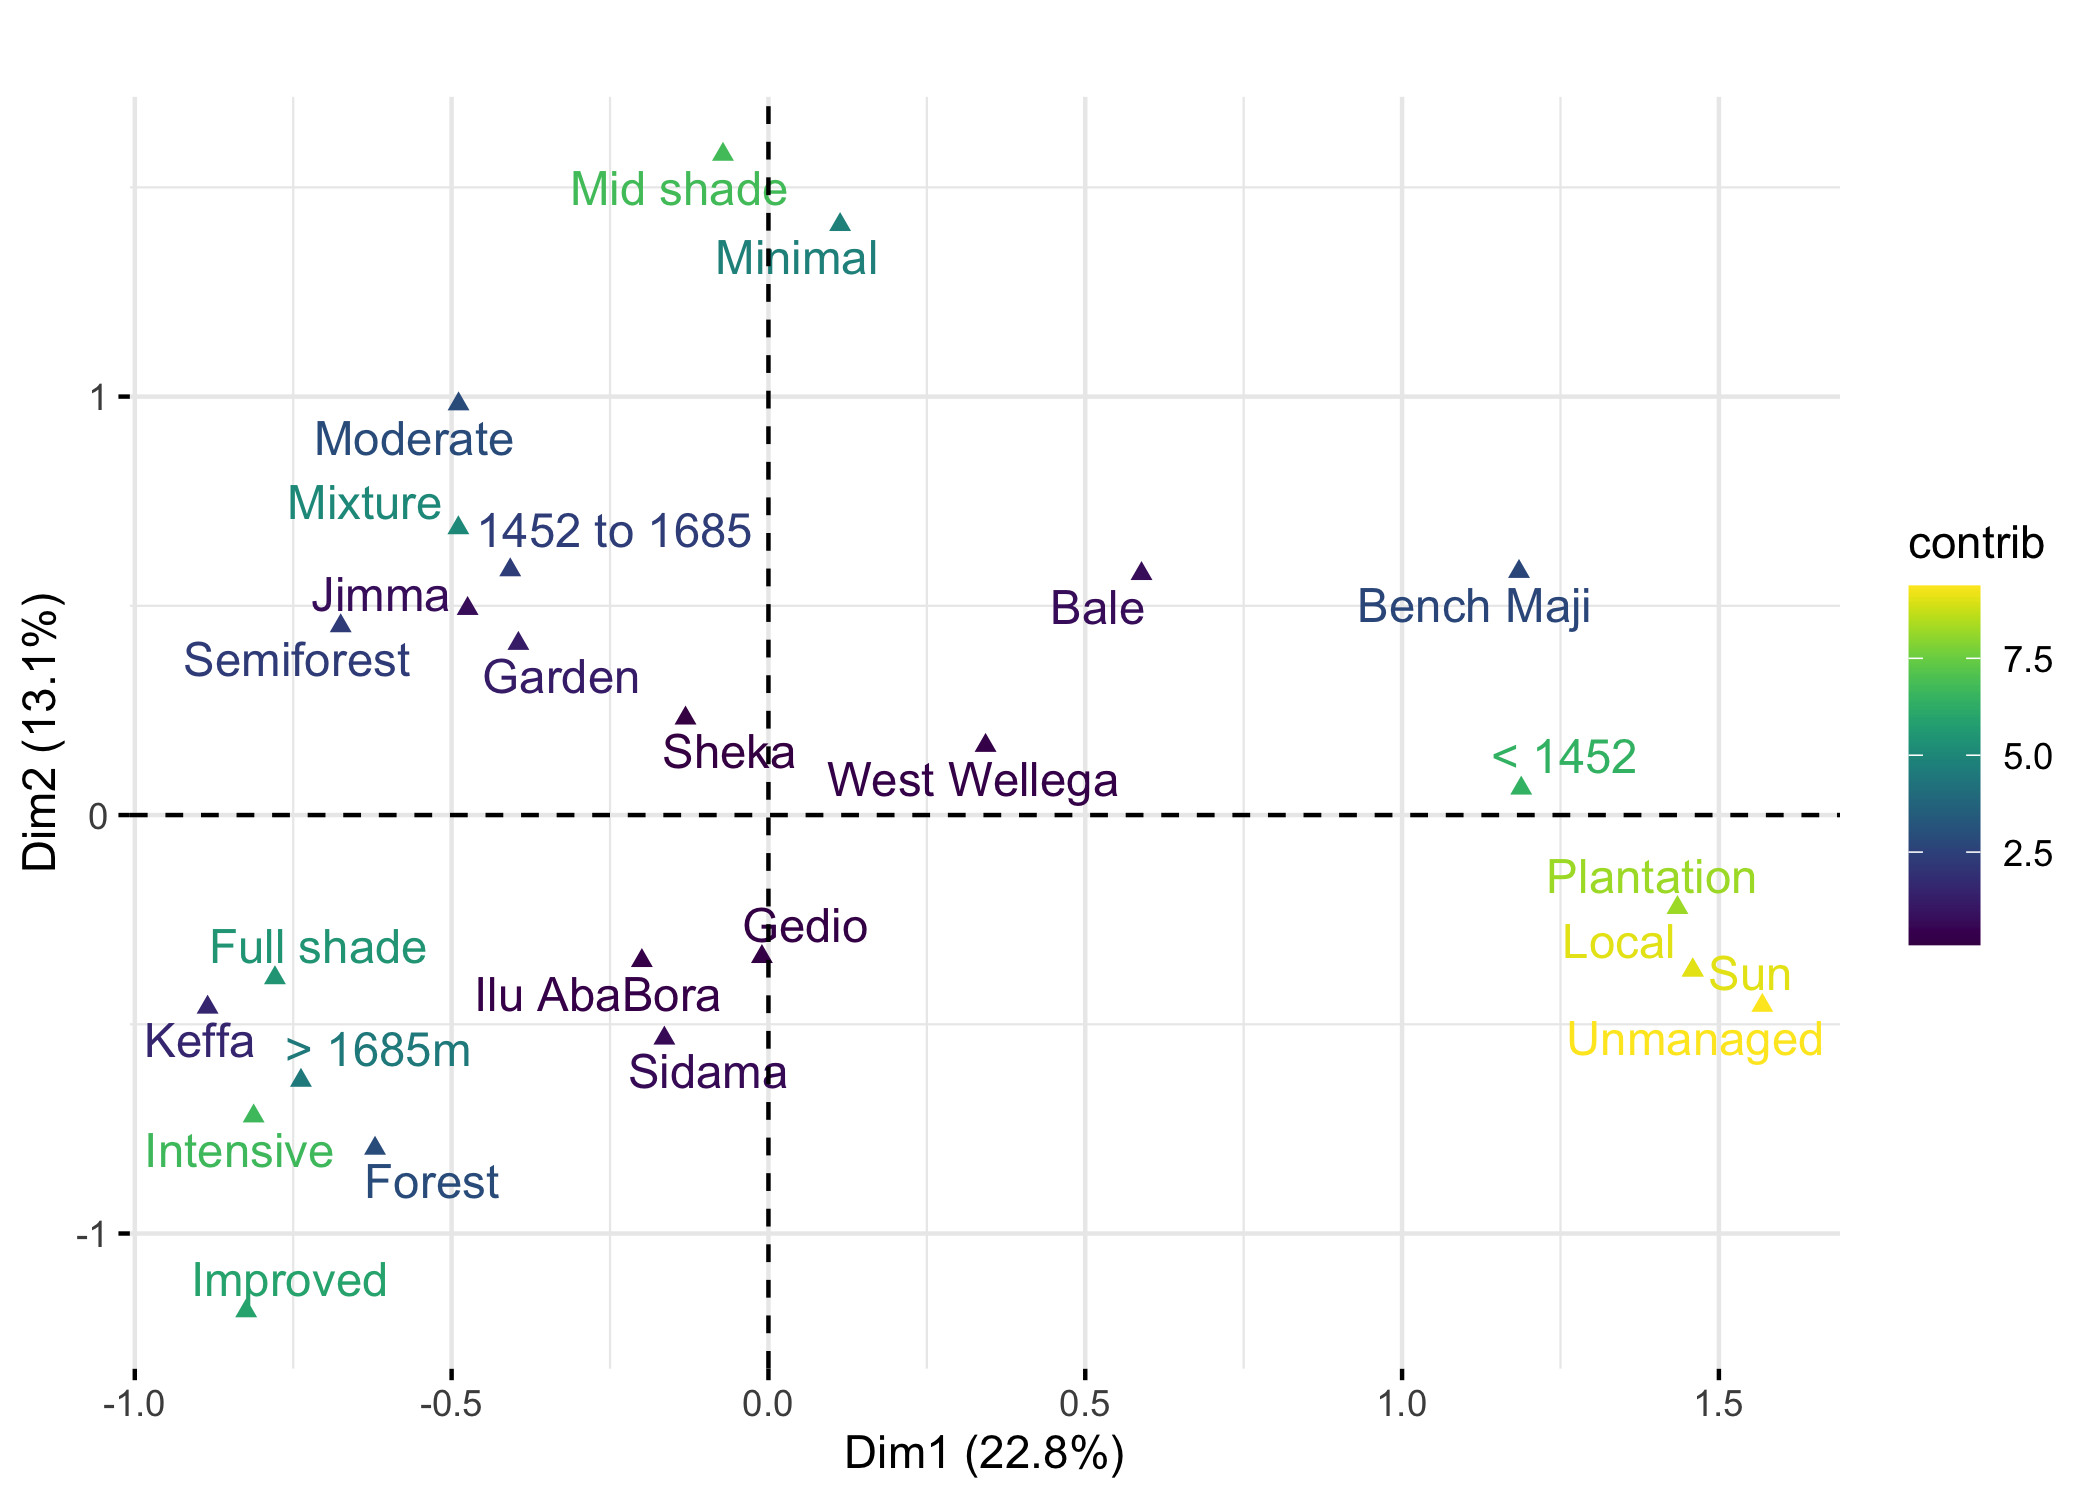 Mid shade
Minimal
1
Moderate
Mixture
1452 to 1685
contrib
Jimma
Bale
Bench Maji
Semiforest
Garden
7.5
Sheka
West Wellega
< 1452
5.0
Dim2 (13.1%)
0
2.5
Plantation
Gedio
Full shade
Local
Ilu AbaBora
Sun
Keffa
> 1685m
Unmanaged
Sidama
Intensive
Forest
-1
Improved
-1.0 -0.5 0.0 0.5 1.0 1.5
Dim1 (22.8%)